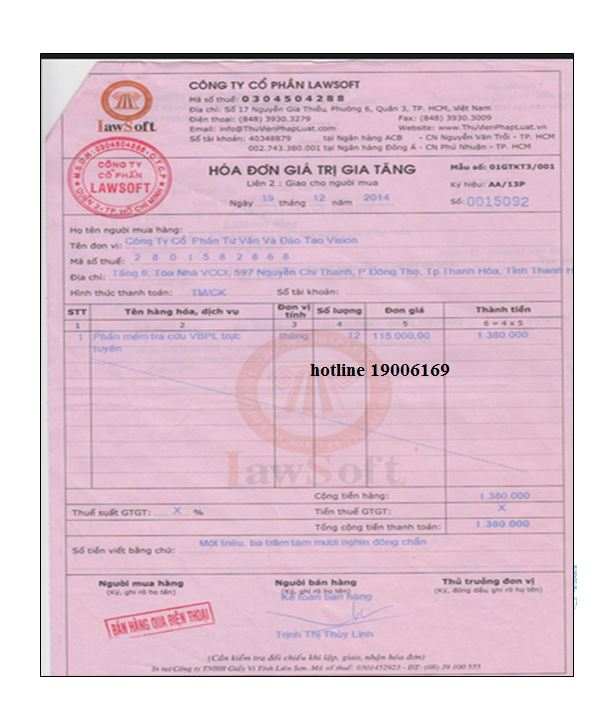 LawSoft
CÔNG TY CỔ PHẦN LAWSOFT
Mã số thuế: 0304504288
Địa chỉ: Số 17 Nguyễn Gia Thiều, Phường 6, Quận 3, TP. HCM, Việt Nam
Điện thoại: (848) 3930.3279 Fax: (848) 3930.3009
Email: info@ThuVienPhapLuat.com Website: www.ThuVienPhapLuat.vn
Số tài khoản: 40348879 tại Ngân hàng ACB - CN Nguyễn Văn Trỗi - TP. HCM
002.743.380.001 tại Ngân hàng Đông Á - CN Phú Nhuận - TP. HCM
M.S.D.N: 0304504288 - C.T.C.P
CÔNG TY
CỔ PHẦN
LAWSOFT
QUẬN 3 - TP. HỒ CHÍ MINH
HÓA ĐƠN GIÁ TRỊ GIA TĂNG
Liên 2 : Giao cho người mua
Ngày 19 tháng 12 năm 2014
Mẫu số: 01GTKT3/001
Ký hiệu: AA/13P
Số: 0015092
Họ tên người mua hàng:
Tên đơn vị: Công Ty Cổ Phần Tư Vấn Và Đào Tạo Vision
Mã số thuế: 2801582868
Địa chỉ: Tầng 6, Toa Nhà VCCI, 597 Nguyễn Chí Thanh, P Đông Thọ, Tp.Thanh Hóa, Tỉnh Thanh H
Hình thức thanh toán: TM/CK Số tài khoản:
STT Tên hàng hóa, dịch vụ Đơn vị tính Số lượng Đơn giá Thành tiền
1 2 3 4 5 6 = 4 x 5
1 Phần mềm tra cứu VBPL trực tuyến tháng 12 115.000,00 1.380.000
hotline 19006169
LawSoft
Cộng tiền hàng: 1.380.000
Thuế suất GTGT: X % Tiền thuế GTGT: X
Tổng cộng tiền thanh toán: 1.380.000
Số tiền viết bằng chữ: Một triệu, ba trăm tám mươi nghìn đồng chẵn
Người mua hàng Người bán hàng Thủ trưởng đơn vị
(Ký, ghi rõ họ tên) (Ký, ghi rõ họ tên) (Ký, đóng dấu, ghi rõ họ tên)
Kế toán bán hàng
BÁN HÀNG QUA ĐIỆN THOẠI
Trịnh Thị Thùy Linh
(Cần kiểm tra đối chiếu khi lập, giao, nhận hóa đơn)
In tại Công ty TNHH Giấy Vi Tính Liên Sơn. Mã số thuế: 0301452923 - ĐT: (08) 39 100 555